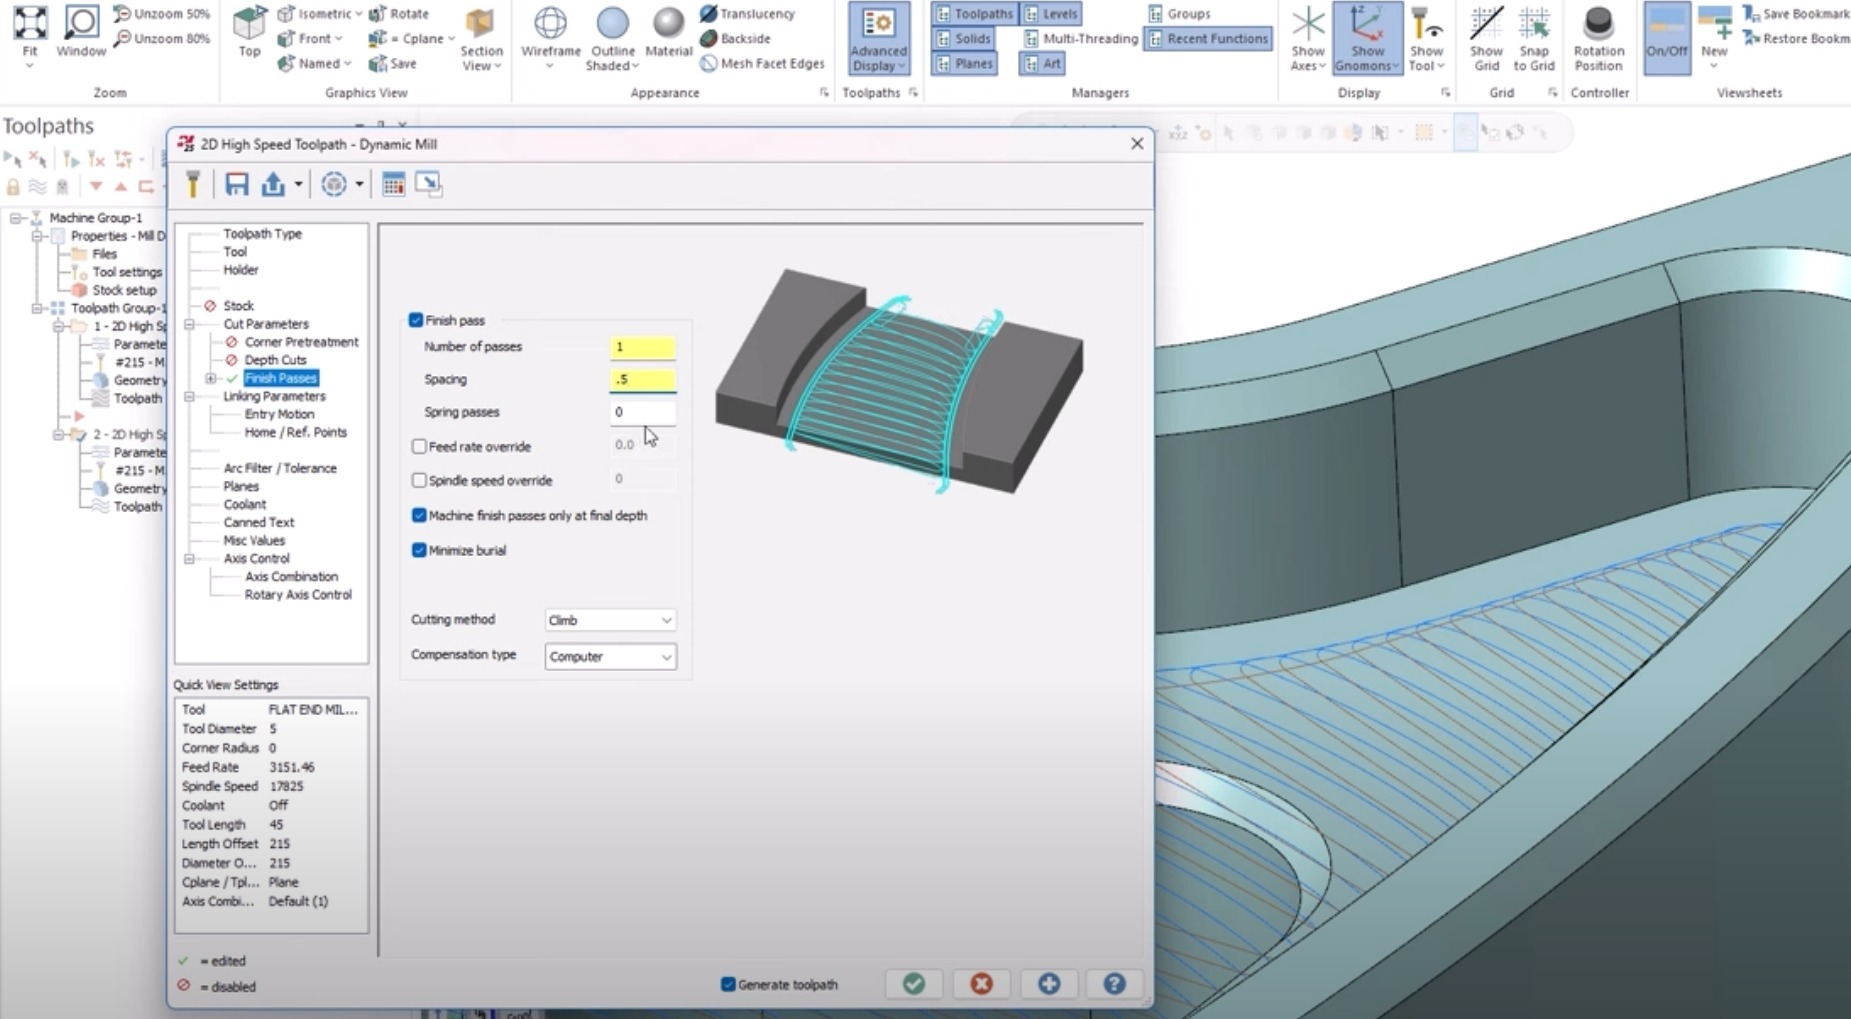 Fit
Window
Unzoom 50%
Unzoom 80%
Zoom
Top
Isometric
Front
Named
Rotate
= Cplane
Save
Section
View
Graphics View
Wireframe
Outline
Shaded
Material
Translucency
Backside
Mesh Facet Edges
Appearance
Advanced
Display
Toolpaths
Toolpaths
Solids
Planes
Levels
Multi-Threading
Art
Groups
Recent Functions
Managers
Show
Axes
Show
Gnomons
Show
Tool
Display
Show
Grid
Snap
to Grid
Grid
Rotation
Position
Controller
On/Off
New
Save Bookmark
Restore Bookm
Viewsheets
Toolpaths
Machine Group-1
Properties - Mill D
Files
Tool settings
Stock setup
Toolpath Group-1
1 - 2D High Sp
Paramete
#215 - M
Geometry
Toolpath
2 - 2D High Sp
Paramete
#215 - M
Geometry
Toolpath
2D High Speed Toolpath - Dynamic Mill
Toolpath Type
Tool
Holder
Stock
Cut Parameters
Corner Pretreatment
Depth Cuts
Finish Passes
Linking Parameters
Entry Motion
Home / Ref. Points
Arc Filter / Tolerance
Planes
Coolant
Canned Text
Misc Values
Axis Control
Axis Combination
Rotary Axis Control
Quick View Settings
Tool FLAT END MIL...
Tool Diameter 5
Corner Radius 0
Feed Rate 3151.46
Spindle Speed 17825
Coolant Off
Tool Length 45
Length Offset 215
Diameter O... 215
Cplane / Tpl... Plane
Axis Combi... Default (1)
= edited
= disabled
Finish pass
Number of passes 1
Spacing .5
Spring passes 0
Feed rate override 0.0
Spindle speed override 0
Machine finish passes only at final depth
Minimize burial
Cutting method Climb
Compensation type Computer
Generate toolpath